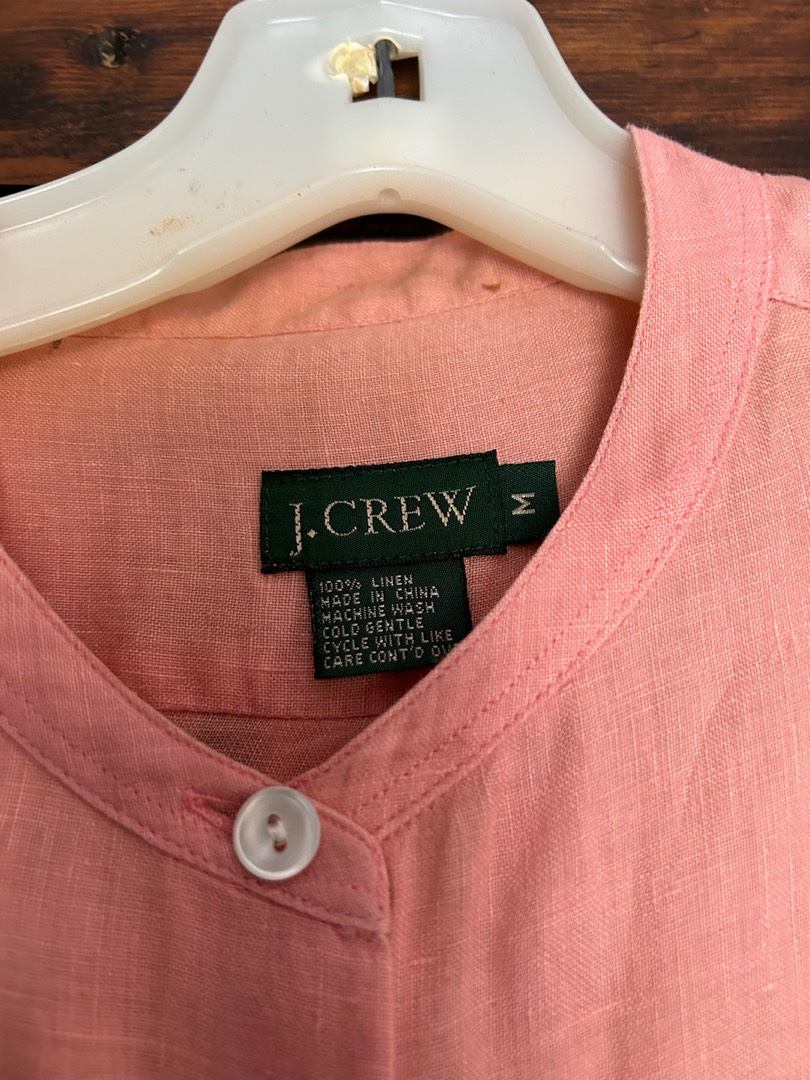 J.CREW
M
100% LINEN
MADE IN CHINA
MACHINE WASH
COLD GENTLE
CYCLE WITH LIKE
CARE CONT'D